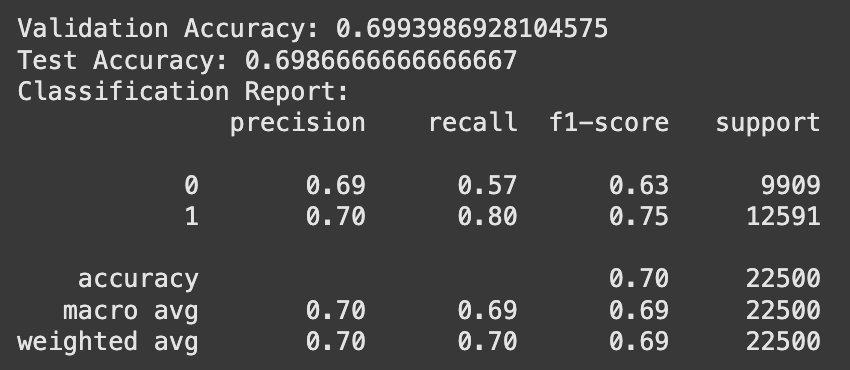 Validation Accuracy: 0.6993986928104575
Test Accuracy: 0.6986666666666667
Classification Report:
precision recall f1-score support
0 0.69 0.57 0.63 9909
1 0.70 0.80 0.75 12591
accuracy 0.70 22500
macro avg 0.70 0.69 0.69 22500
weighted avg 0.70 0.70 0.69 22500